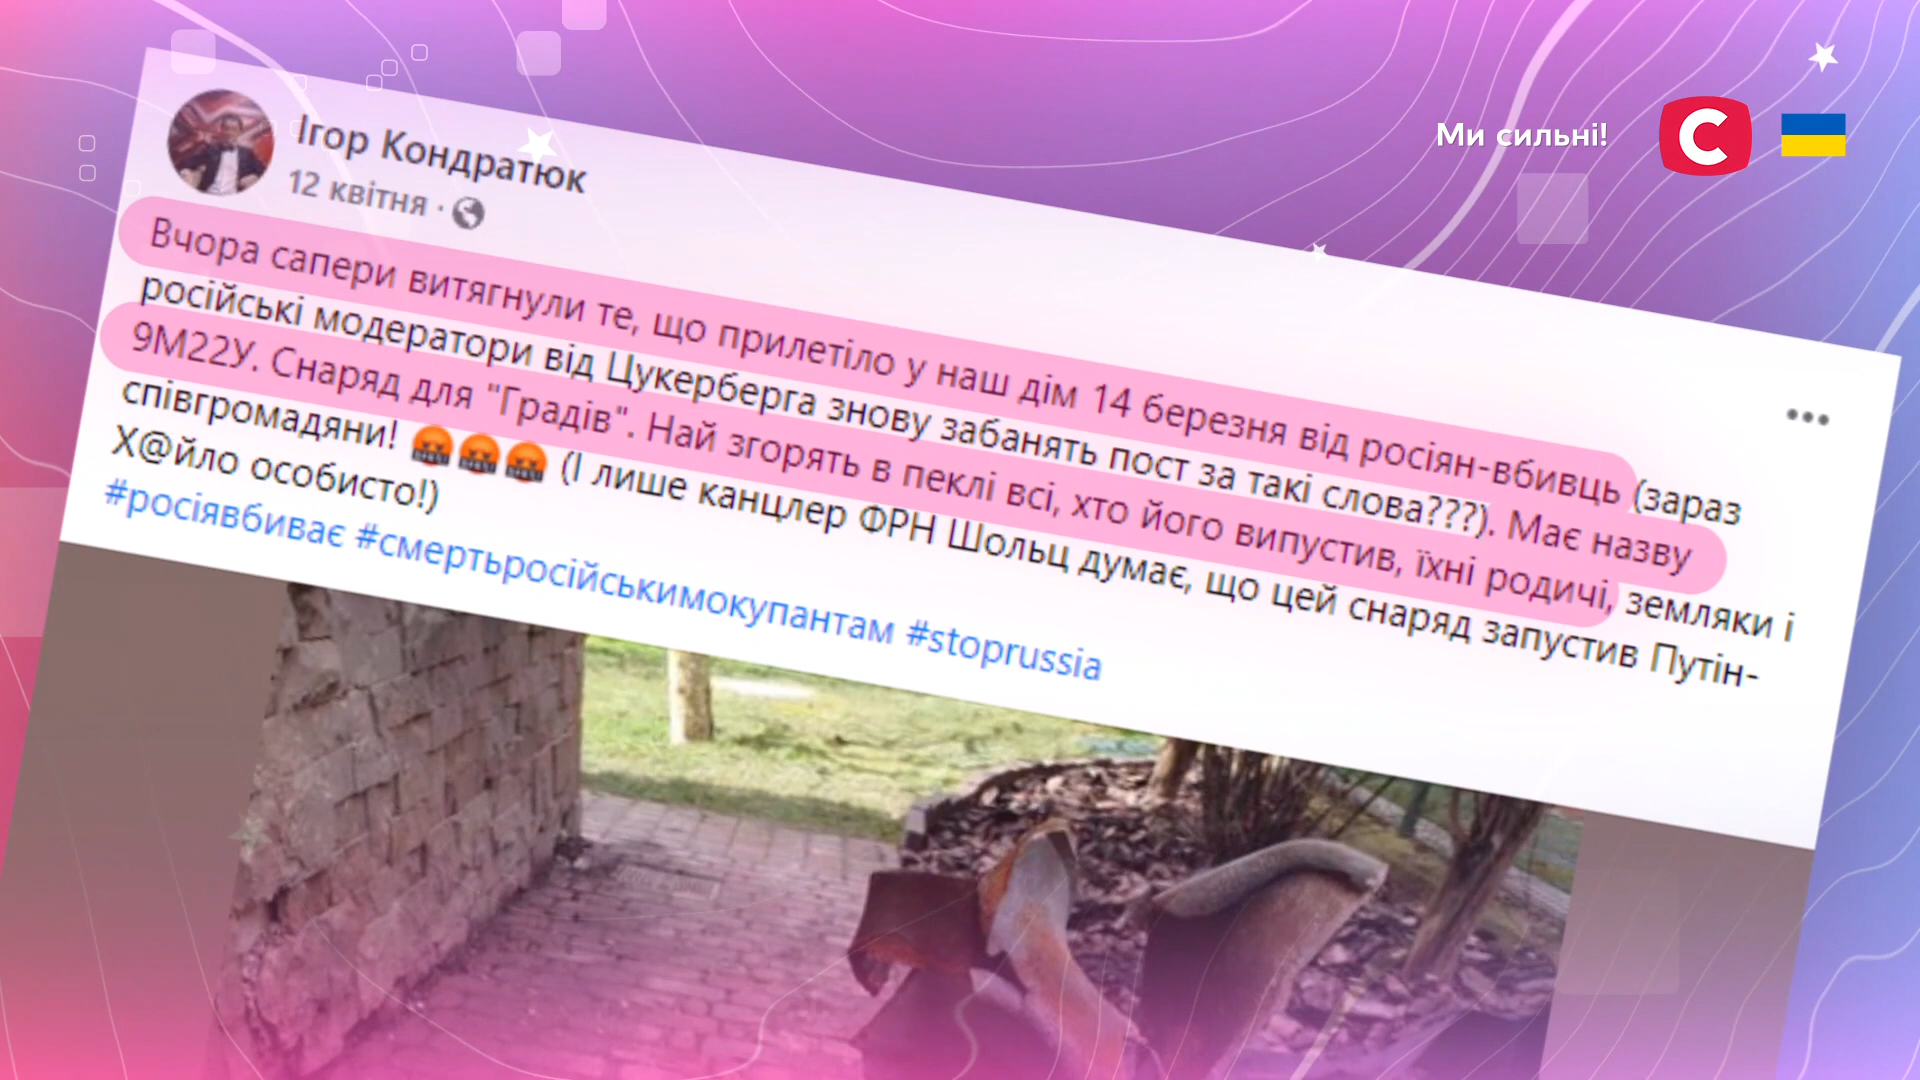 Ми сильні!
С
Ігор Кондратюк
12 квітня ·
Вчора сапери витягнули те, що прилетіло у наш дім 14 березня від росіян-вбивць (зараз
російські модератори від Цукерберга знову забанять пост за такі слова???). Має назву
9М22У. Снаряд для "Градів". Най згорять в пеклі всі, хто його випустив, їхні родичі, земляки і
співгромадяни! 🤬🤬🤬 (І лише канцлер ФРН Шольц думає, що цей снаряд запустив Путін-
Х@йло особисто!)
#росіявбиває #смертьросійськимокупантам #stoprussia